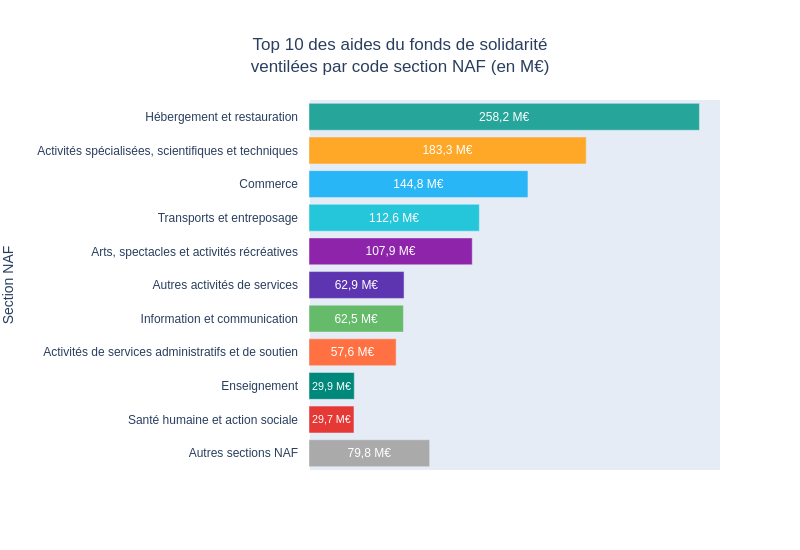 Top 10 des aides du fonds de solidarité
ventilées par code section NAF (en M€)
Section NAF
Hébergement et restauration 258,2 M€
Activités spécialisées, scientifiques et techniques 183,3 M€
Commerce 144,8 M€
Transports et entreposage 112,6 M€
Arts, spectacles et activités récréatives 107,9 M€
Autres activités de services 62,9 M€
Information et communication 62,5 M€
Activités de services administratifs et de soutien 57,6 M€
Enseignement 29,9 M€
Santé humaine et action sociale 29,7 M€
Autres sections NAF 79,8 M€